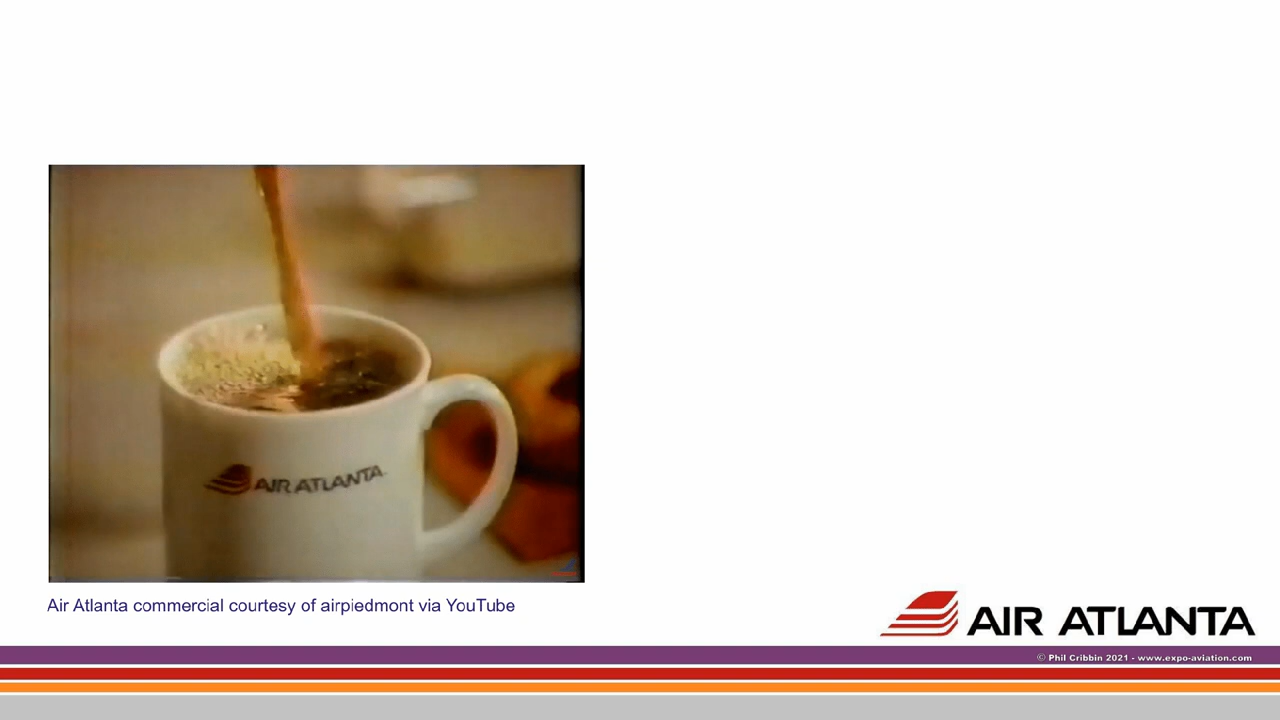 AIR ATLANTA
Air Atlanta commercial courtesy of airpiedmont via YouTube
AIR ATLANTA
© Phil Cribbin 2021 - www.expo-aviation.com